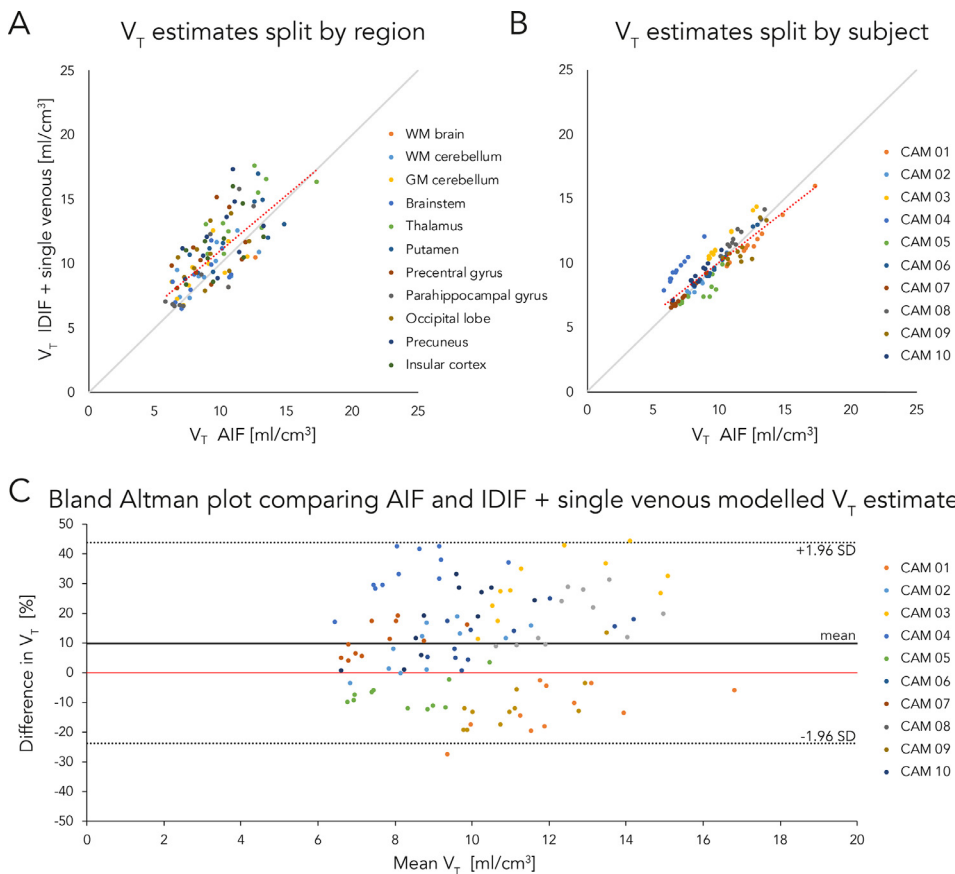 A
V_T estimates split by region
V_T IDIF + single venous [ml/cm³]
25
20
15
10
5
0
0 5 10 15 20 25
V_T AIF [ml/cm³]
WM brain
WM cerebellum
GM cerebellum
Brainstem
Thalamus
Putamen
Precentral gyrus
Parahippocampal gyrus
Occipital lobe
Precuneus
Insular cortex
B
V_T estimates split by subject
25
20
15
10
5
0
0 5 10 15 20 25
V_T AIF [ml/cm³]
CAM 01
CAM 02
CAM 03
CAM 04
CAM 05
CAM 06
CAM 07
CAM 08
CAM 09
CAM 10
C
Bland Altman plot comparing AIF and IDIF + single venous modelled V_T estimate
Difference in V_T [%]
50
40
30
20
10
0
-10
-20
-30
-40
-50
+1.96 SD
mean
-1.96 SD
0 2 4 6 8 10 12 14 16 18 20
Mean V_T [ml/cm³]
CAM 01
CAM 02
CAM 03
CAM 04
CAM 05
CAM 06
CAM 07
CAM 08
CAM 09
CAM 10